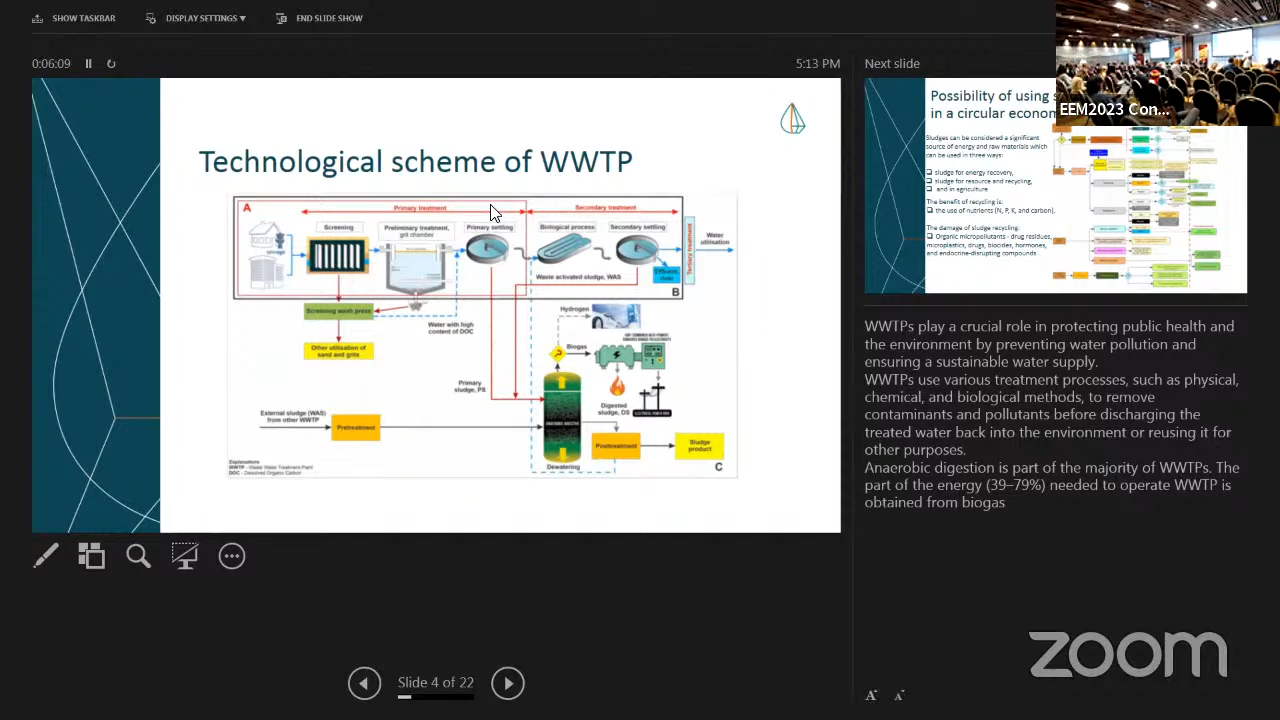 SHOW TASKBAR
DISPLAY SETTINGS ▾
END SLIDE SHOW
0:06:09
5:13 PM
Next slide
EEM2023 Con...
Technological scheme of WWTP
A
Primary treatment
Secondary treatment
Screening
Preliminary treatment,
grit chamber
Primary settling
Biological process
Secondary settling
Tertiary treatment
Water
utilisation
Waste activated sludge, WAS
Effluent,
B
Screening wash press
Water with high
content of DOC
Other utilisation of
sand and grits
Hydrogen
Biogas
Primary
sludge, PS
Digested
sludge, DS
External sludge (WAS)
from other WWTP
Pretreatment
Posttreatment
Sludge
product
Dewatering
C
Explanations
WWTP - Waste Water Treatment Plant
DOC - Dissolved Organic Carbon
Possibility of using s
in a circular econom
Sludges can be considered a significant
source of energy and raw materials which
can be used in three ways:
sludge for energy recovery,
sludge for resource and recycling,
and in agriculture
The benefit of recycling is:
the use of nutrients (N, P, K, and carbon).
The damage of sludge recycling:
Organic micropollutants - drug residues,
microplastics, drugs, biocides, hormones,
and endocrine-disrupting compounds
WWTPs play a crucial role in protecting public health and
the environment by preventing water pollution and
ensuring a sustainable water supply.
WWTPs use various treatment processes, such as physical,
chemical, and biological methods, to remove
contaminants and pollutants before discharging the
treated water back into the environment or reusing it for
other purposes.
Anaerobic digestion is part of the majority of WWTPs. The
part of the energy (39–79%) needed to operate WWTP is
obtained from biogas
Slide 4 of 22
zoom